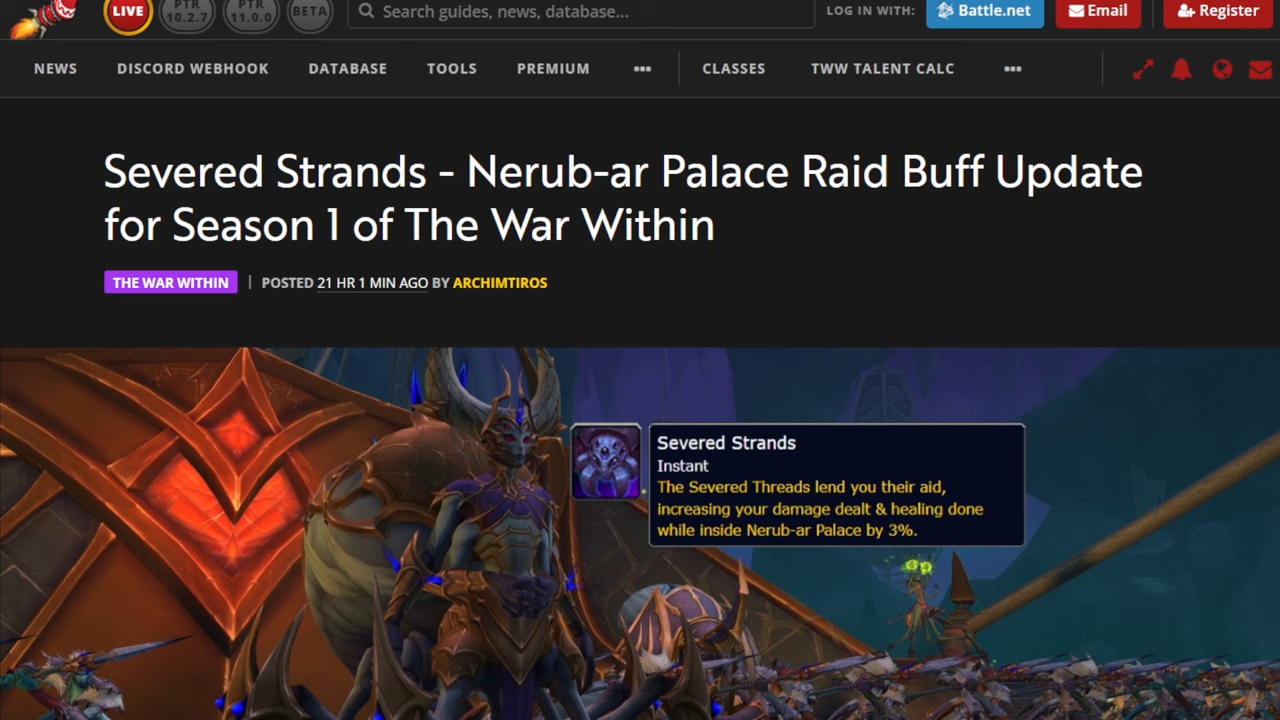 LIVE PTR 10.2.7 PTR 11.0.0 BETA Search guides, news, database... LOG IN WITH: Battle.net Email Register
NEWS DISCORD WEBHOOK DATABASE TOOLS PREMIUM ••• CLASSES TWW TALENT CALC •••
Severed Strands - Nerub-ar Palace Raid Buff Update
for Season 1 of The War Within
THE WAR WITHIN | POSTED 21 HR 1 MIN AGO BY ARCHIMTIROS
Severed Strands
Instant
The Severed Threads lend you their aid,
increasing your damage dealt & healing done
while inside Nerub-ar Palace by 3%.